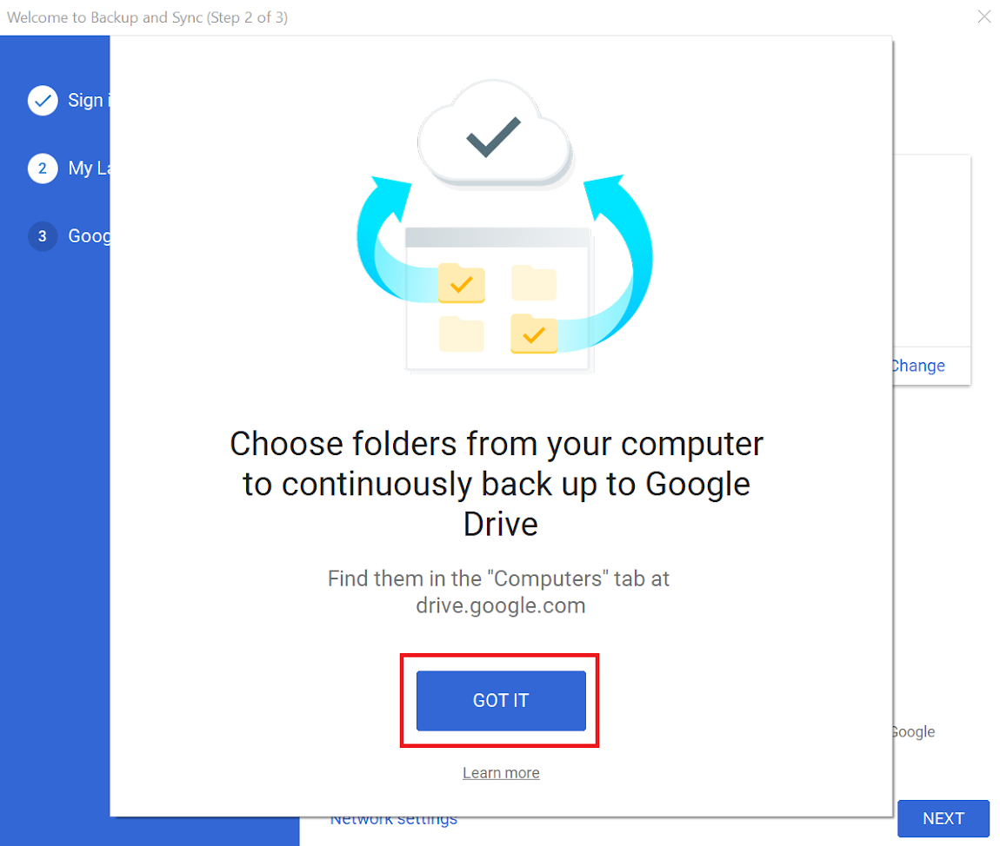 Welcome to Backup and Sync (Step 2 of 3)
Sign i
2 My La
3 Goog
Change
Choose folders from your computer
to continuously back up to Google
Drive
Find them in the "Computers" tab at
drive.google.com
GOT IT
Google
Learn more
Network settings
NEXT